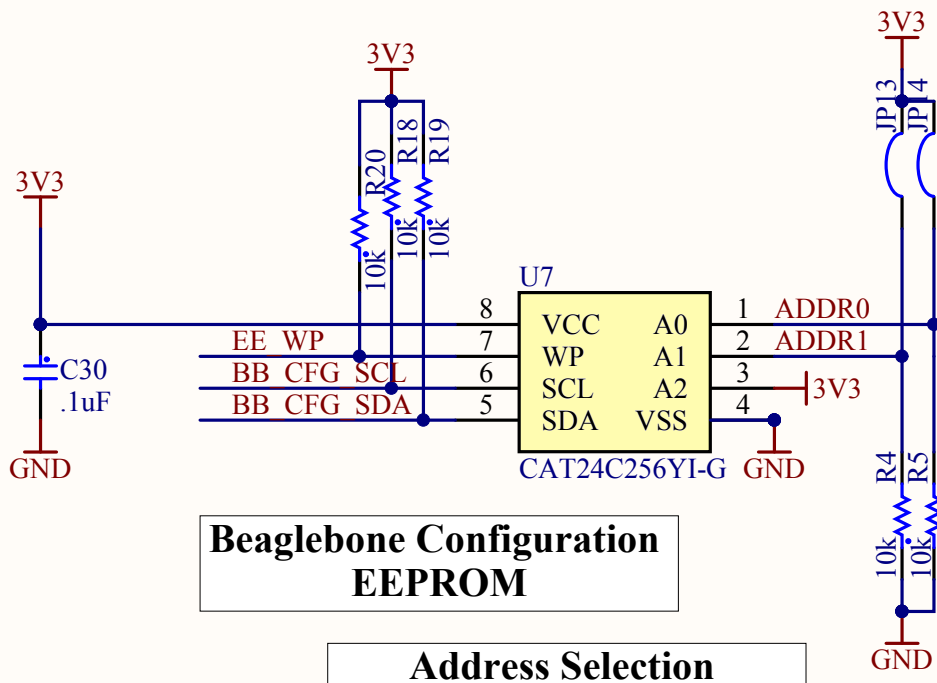 3V3
3V3
JP13
JP14
R20
R18
R19
3V3
10k
10k
10k
U7
8
VCC
A0
1
ADDR0
EE_WP
7
WP
A1
2
ADDR1
C30
BB_CFG_SCL
6
SCL
A2
3
3V3
.1uF
BB_CFG_SDA
5
SDA
VSS
4
GND
CAT24C256YI-G
GND
R4
R5
10k
10k
Beaglebone Configuration
EEPROM
GND
Address Selection